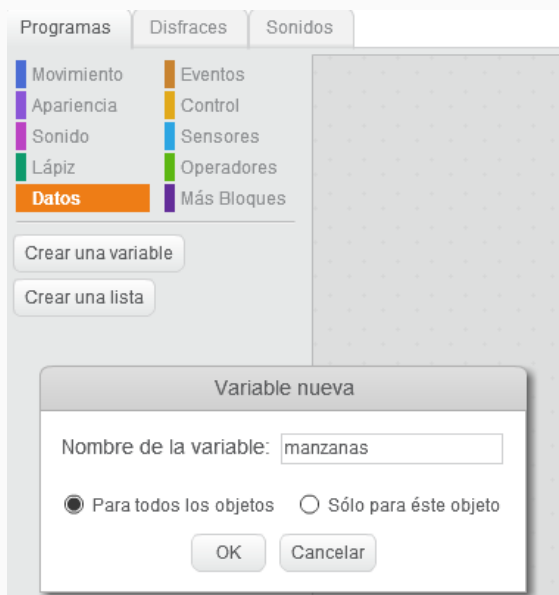 Programas Disfraces Sonidos
Movimiento Eventos
Apariencia Control
Sonido Sensores
Lápiz Operadores
Datos Más Bloques
Crear una variable
Crear una lista
Variable nueva
Nombre de la variable: manzanas
Para todos los objetos Sólo para éste objeto
OK Cancelar